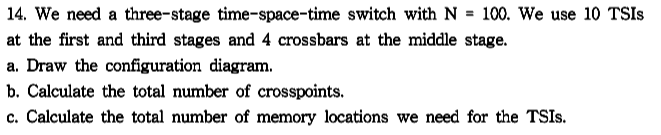 14. We need a three-stage time-space-time switch with N = 100. We use 10 TSIs
at the first and third stages and 4 crossbars at the middle stage.
a. Draw the configuration diagram.
b. Calculate the total number of crosspoints.
c. Calculate the total number of memory locations we need for the TSIs.